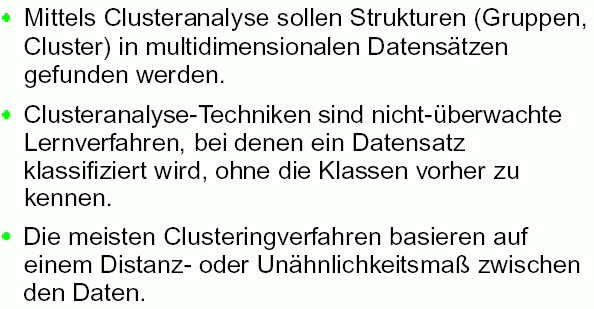 • Mittels Clusteranalyse sollen Strukturen (Gruppen,
Cluster) in multidimensionalen Datensätzen
gefunden werden.
• Clusteranalyse-Techniken sind nicht-überwachte
Lernverfahren, bei denen ein Datensatz
klassifiziert wird, ohne die Klassen vorher zu
kennen.
• Die meisten Clusteringverfahren basieren auf
einem Distanz- oder Unähnlichkeitsmaß zwischen
den Daten.